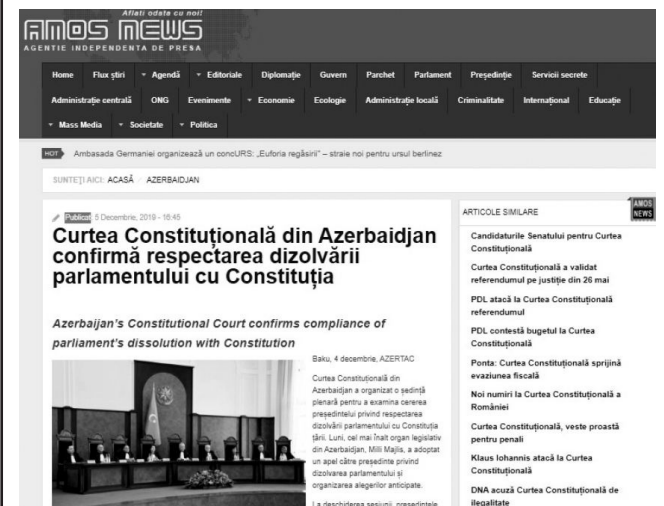 Aflati odata cu noi!
AMOS NEWS
AGENTIE INDEPENDENTA DE PRESA
Home Flux știri Agendă Editoriale Diplomație Guvern Parchet Parlament Președinție Servicii secrete
Administrație centrală ONG Evenimente Economie Ecologie Administrație locală Criminalitate Internațional Educație
Mass Media Societate Politica
HOT Ambasada Germaniei organizează un concURS: „Euforia regăsirii" – straie noi pentru ursul berlinez
SUNTEȚI AICI: ACASĂ / AZERBAIDJAN
Publicat: 5 Decembrie, 2019 - 16:45
Curtea Constituțională din Azerbaidjan
confirmă respectarea dizolvării
parlamentului cu Constituția
Azerbaijan's Constitutional Court confirms compliance of
parliament's dissolution with Constitution
Baku, 4 decembrie, AZERTAC
Curtea Constituțională din
Azerbaidjan a organizat o ședință
plenară pentru a examina cererea
președintelui privind respectarea
dizolvării parlamentului cu Constituția
țării. Luni, cel mai înalt organ legislativ
din Azerbaidjan, Milli Majlis, a adoptat
un apel către președinte privind
dizolvarea parlamentului și
organizarea alegerilor anticipate.
La deschiderea sesiunii, președintele
ARTICOLE SIMILARE
AMOS
NEWS
Candidaturile Senatului pentru Curtea
Constituțională
Curtea Constituțională a validat
referendumul pe justiție din 26 mai
PDL atacă la Curtea Constituțională
referendumul
PDL contestă bugetul la Curtea
Constituțională
Ponta: Curtea Constituțională sprijină
evaziunea fiscală
Noi numiri la Curtea Constituțională a
României
Curtea Constituțională, veste proastă
pentru penali
Klaus Iohannis atacă la Curtea
Constituțională
DNA acuză Curtea Constituțională de
ilegalitate